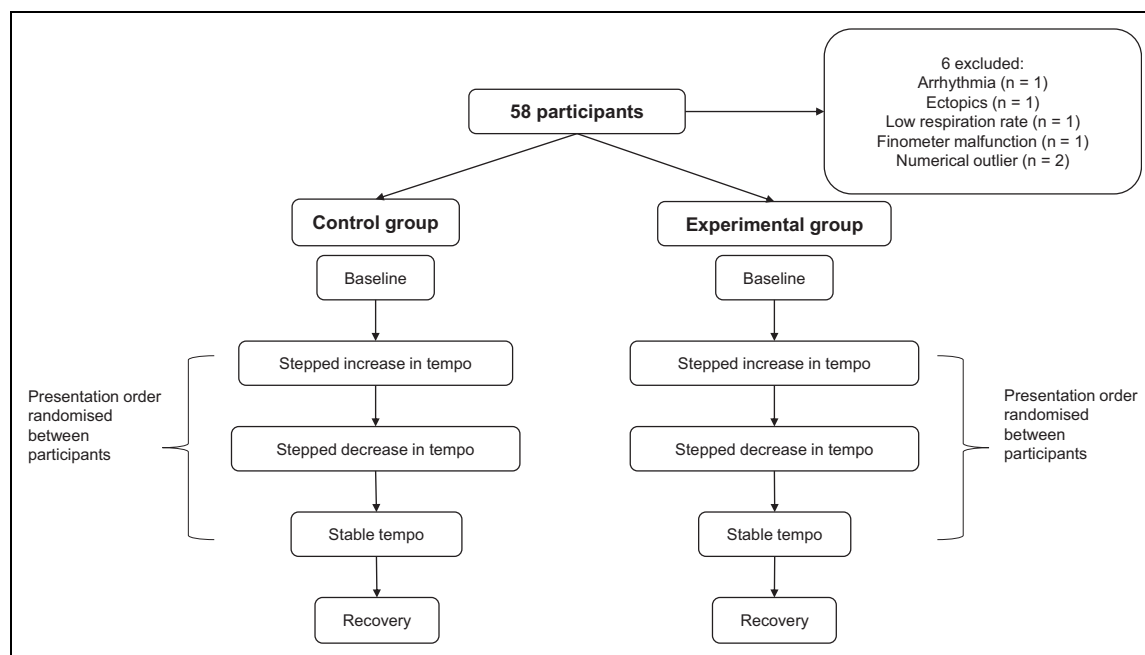 6 excluded:
Arrhythmia (n = 1)
Ectopics (n = 1)
Low respiration rate (n = 1)
Finometer malfunction (n = 1)
Numerical outlier (n = 2)
58 participants
Control group
Experimental group
Baseline
Baseline
Stepped increase in tempo
Stepped increase in tempo
Presentation order
randomised
between
participants
Presentation order
randomised
between
participants
Stepped decrease in tempo
Stepped decrease in tempo
Stable tempo
Stable tempo
Recovery
Recovery